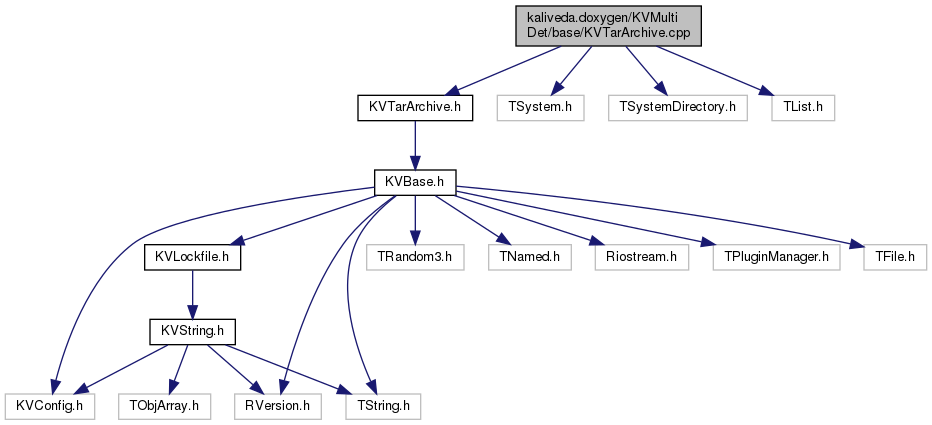 kaliveda.doxygen/KVMulti
Det/base/KVTarArchive.cpp
KVTarArchive.h
TSystem.h
TSystemDirectory.h
TList.h
KVBase.h
KVLockfile.h
TRandom3.h
TNamed.h
Riostream.h
TPluginManager.h
TFile.h
KVString.h
KVConfig.h
TObjArray.h
RVersion.h
TString.h